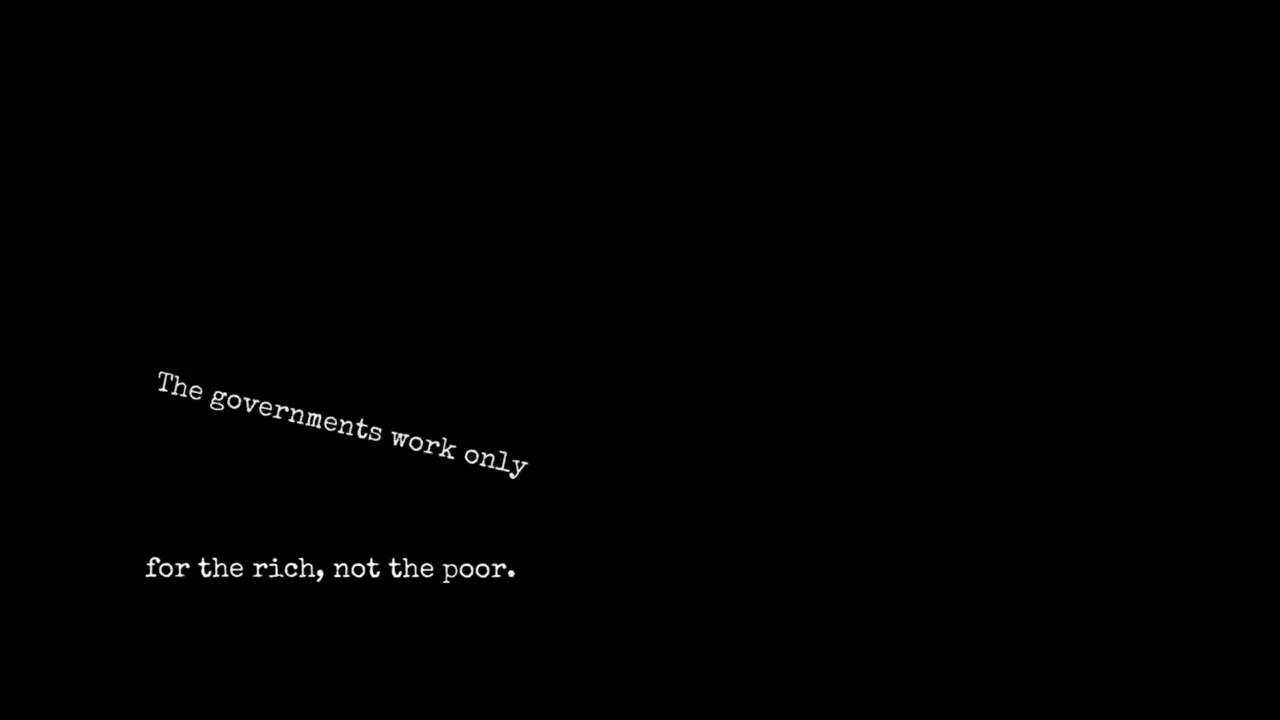 The governments work only
for the rich, not the poor.